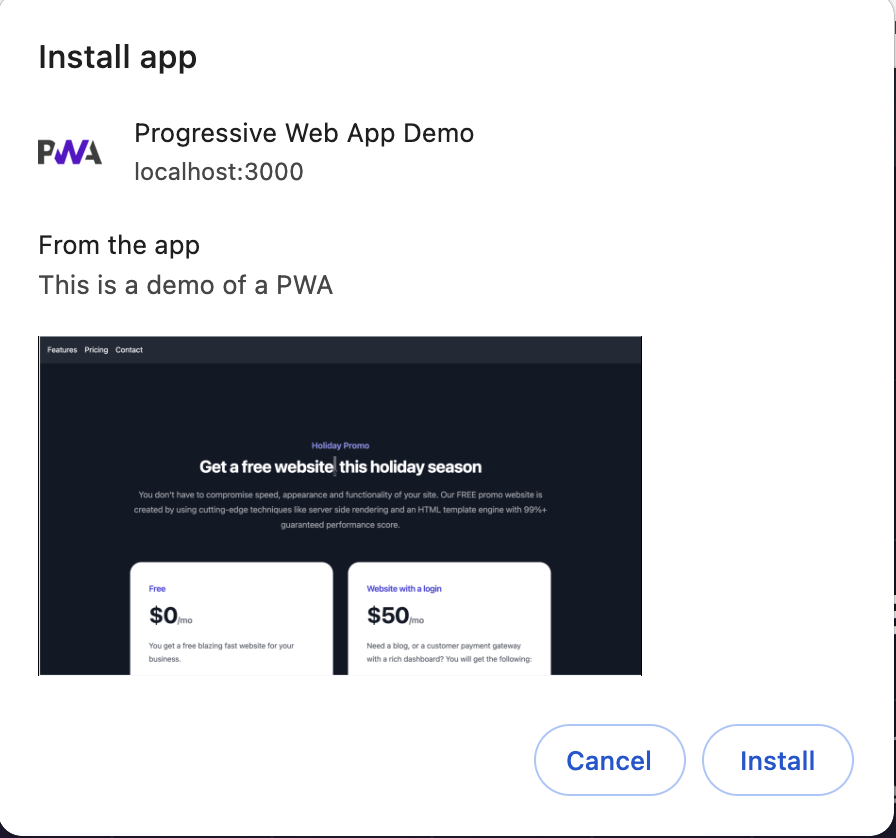 Install app
PWA
Progressive Web App Demo
localhost:3000
From the app
This is a demo of a PWA
Features Pricing Contact
Holiday Promo
Get a free website this holiday season
You don't have to compromise speed, appearance and functionality of your site. Our FREE promo website is
created by using cutting-edge techniques like server side rendering and an HTML template engine with 99%+
guaranteed performance score.
Free
$0/mo
You get a free blazing fast website for your
business.
Website with a login
$50/mo
Need a blog, or a customer payment gateway
with a rich dashboard? You will get the following:
Cancel Install